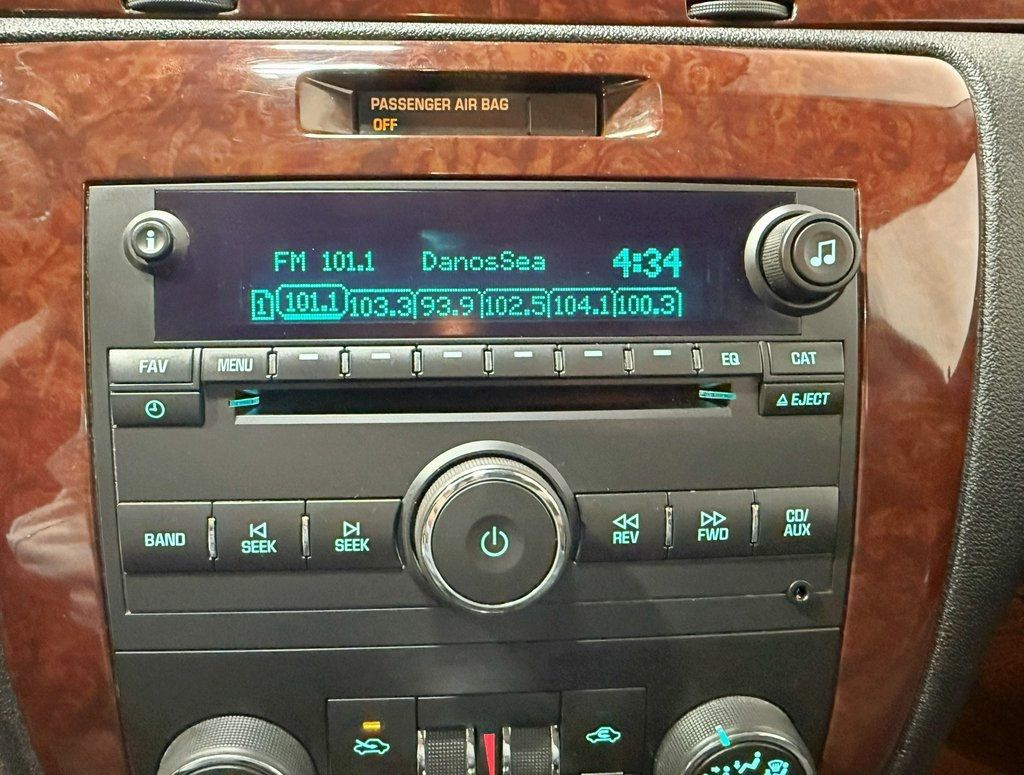 PASSENGER AIR BAG
OFF
i
FM 101.1 DanosSea 4:34
1 101.1 103.3 93.9 102.5 104.1 100.3
FAV MENU EQ CAT
EJECT
BAND SEEK SEEK REV FWD CD/
AUX